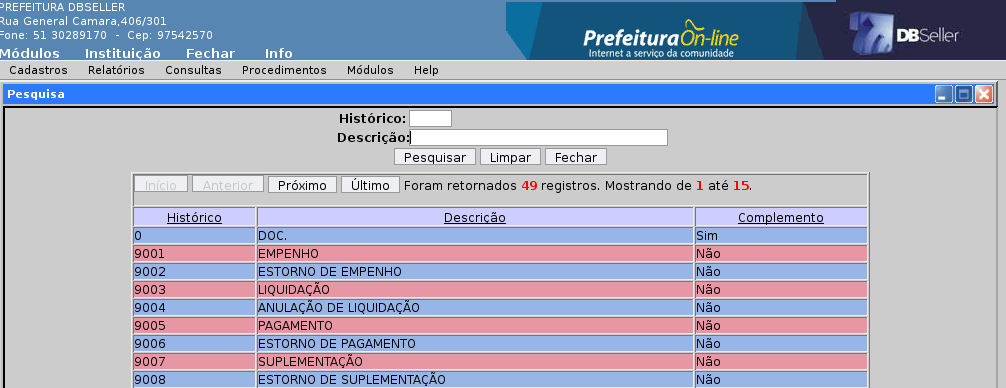 PREFEITURA DBSELLER
Rua General Camara,406/301
Fone: 51 30289170 - Cep: 97542570
Prefeitura On-line
Internet a serviço da comunidade
DBSeller
Módulos Instituição Fechar Info
Cadastros Relatórios Consultas Procedimentos Módulos Help
Pesquisa
Histórico:
Descrição:
Pesquisar Limpar Fechar
Início Anterior Próximo Último Foram retornados 49 registros. Mostrando de 1 até 15.
Histórico Descrição Complemento
0 DOC. Sim
9001 EMPENHO Não
9002 ESTORNO DE EMPENHO Não
9003 LIQUIDAÇÃO Não
9004 ANULAÇÃO DE LIQUIDAÇÃO Não
9005 PAGAMENTO Não
9006 ESTORNO DE PAGAMENTO Não
9007 SUPLEMENTAÇÃO Não
9008 ESTORNO DE SUPLEMENTAÇÃO Não